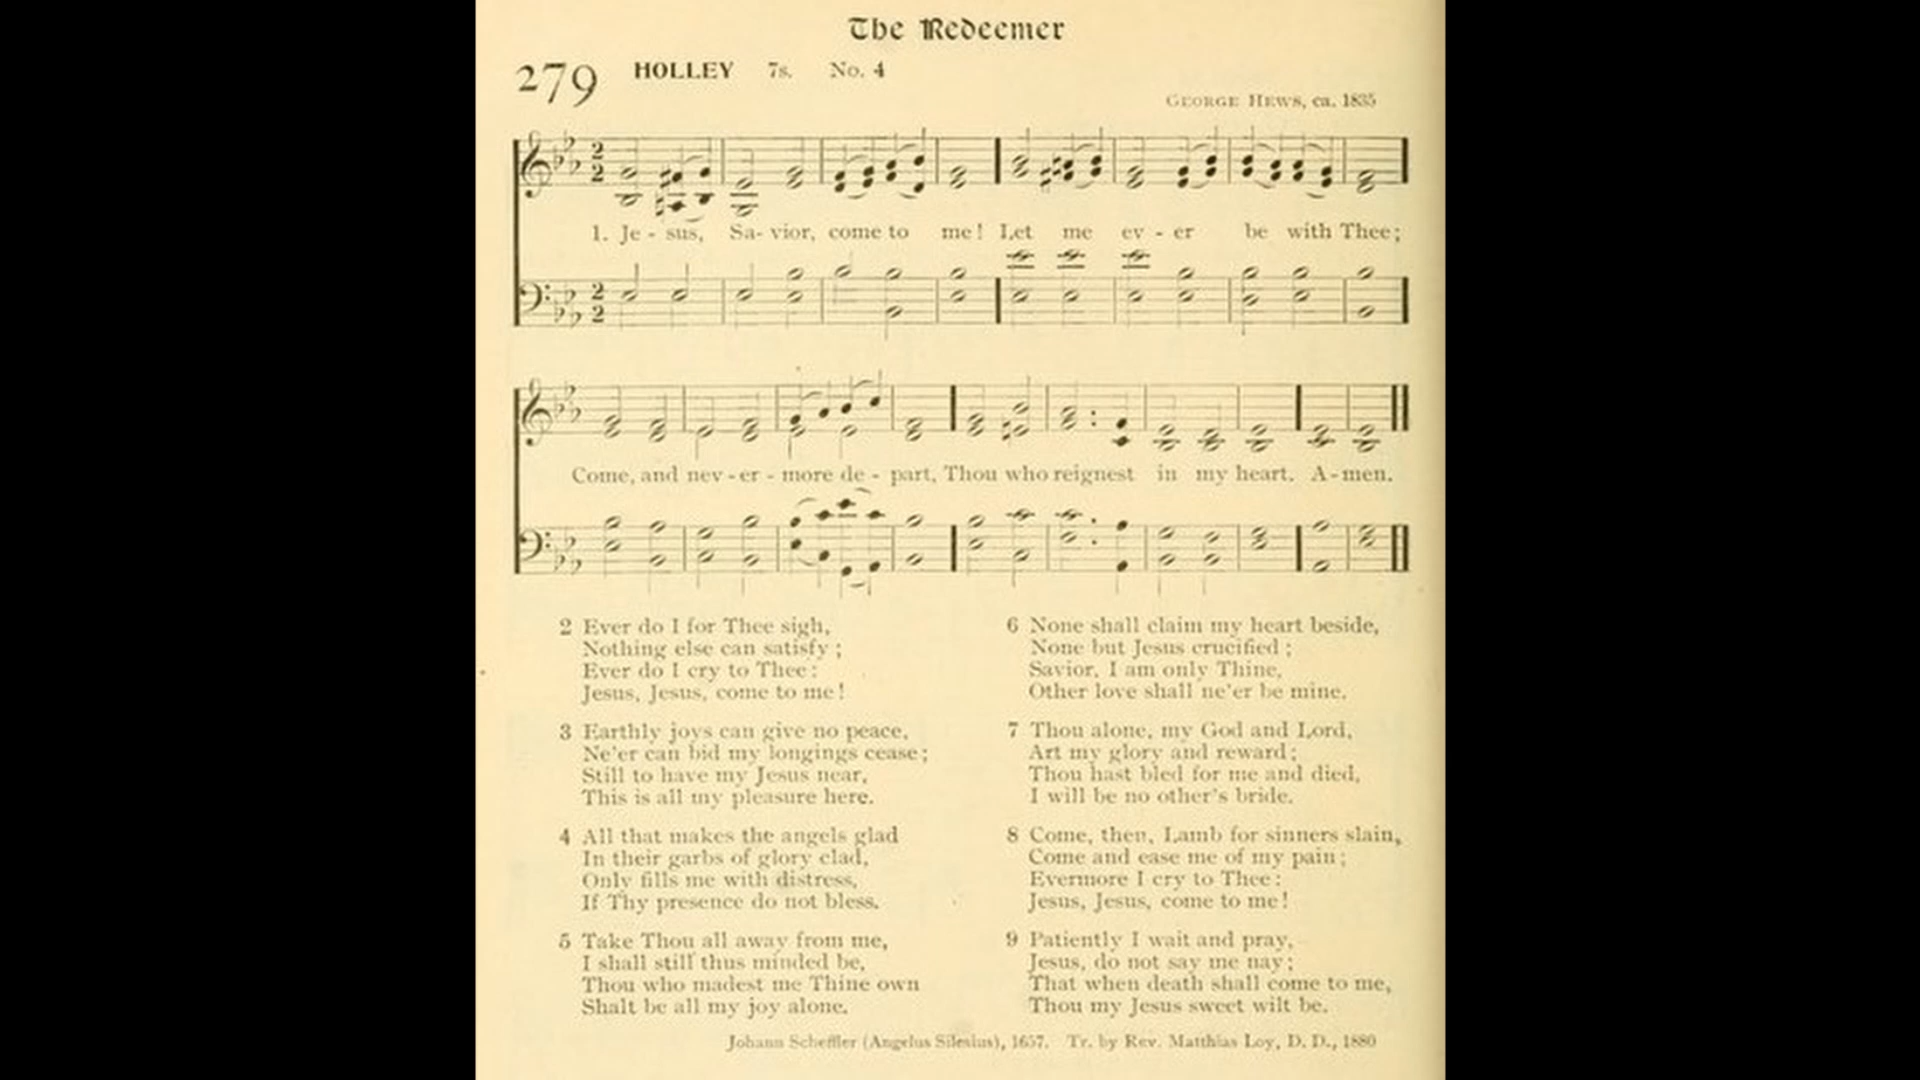 The Redeemer
279 HOLLEY 7s. No. 4
GEORGE HEWS, ca. 1835
1. Je - sus, Sa- vior, come to me! Let me ev - er be with Thee;
Come, and nev - er - more de - part, Thou who reignest in my heart. A - men.
2 Ever do I for Thee sigh,
Nothing else can satisfy;
Ever do I cry to Thee:
Jesus, Jesus, come to me!
3 Earthly joys can give no peace,
Ne'er can bid my longings cease;
Still to have my Jesus near,
This is all my pleasure here.
4 All that makes the angels glad
In their garbs of glory clad,
Only fills me with distress,
If Thy presence do not bless.
5 Take Thou all away from me,
I shall still thus minded be,
Thou who madest me Thine own
Shalt be all my joy alone.
6 None shall claim my heart beside,
None but Jesus crucified;
Savior, I am only Thine,
Other love shall ne'er be mine.
7 Thou alone, my God and Lord,
Art my glory and reward;
Thou hast bled for me and died,
I will be no other's bride.
8 Come, then, Lamb for sinners slain,
Come and ease me of my pain;
Evermore I cry to Thee:
Jesus, Jesus, come to me!
9 Patiently I wait and pray,
Jesus, do not say me nay;
That when death shall come to me,
Thou my Jesus sweet wilt be.
Johann Scheffler (Angelus Silesius), 1657. Tr. by Rev. Matthias Loy, D. D., 1880